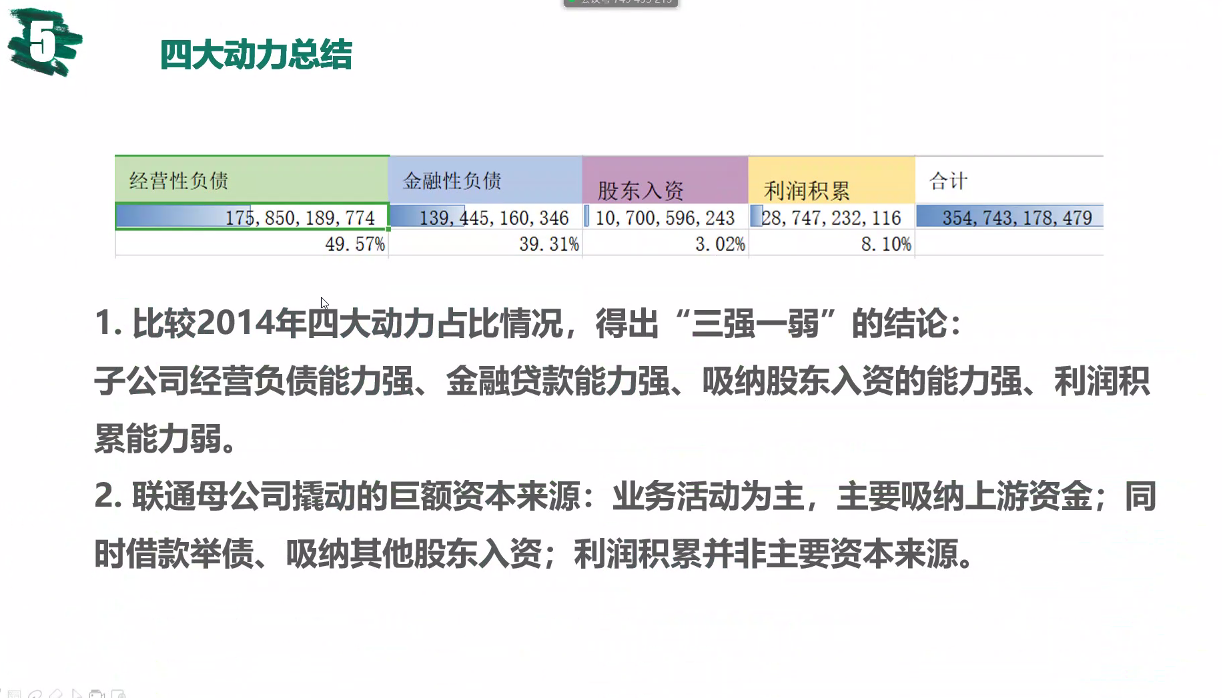 5
四大动力总结
经营性负债 金融性负债 股东入资 利润积累 合计
175,850,189,774 139,445,160,346 10,700,596,243 28,747,232,116 354,743,178,479
49.57% 39.31% 3.02% 8.10%
1. 比较2014年四大动力占比情况，得出“三强一弱”的结论：
子公司经营负债能力强、金融贷款能力强、吸纳股东入资的能力强、利润积
累能力弱。
2. 联通母公司撬动的巨额资本来源：业务活动为主，主要吸纳上游资金；同
时借款举债、吸纳其他股东入资；利润积累并非主要资本来源。